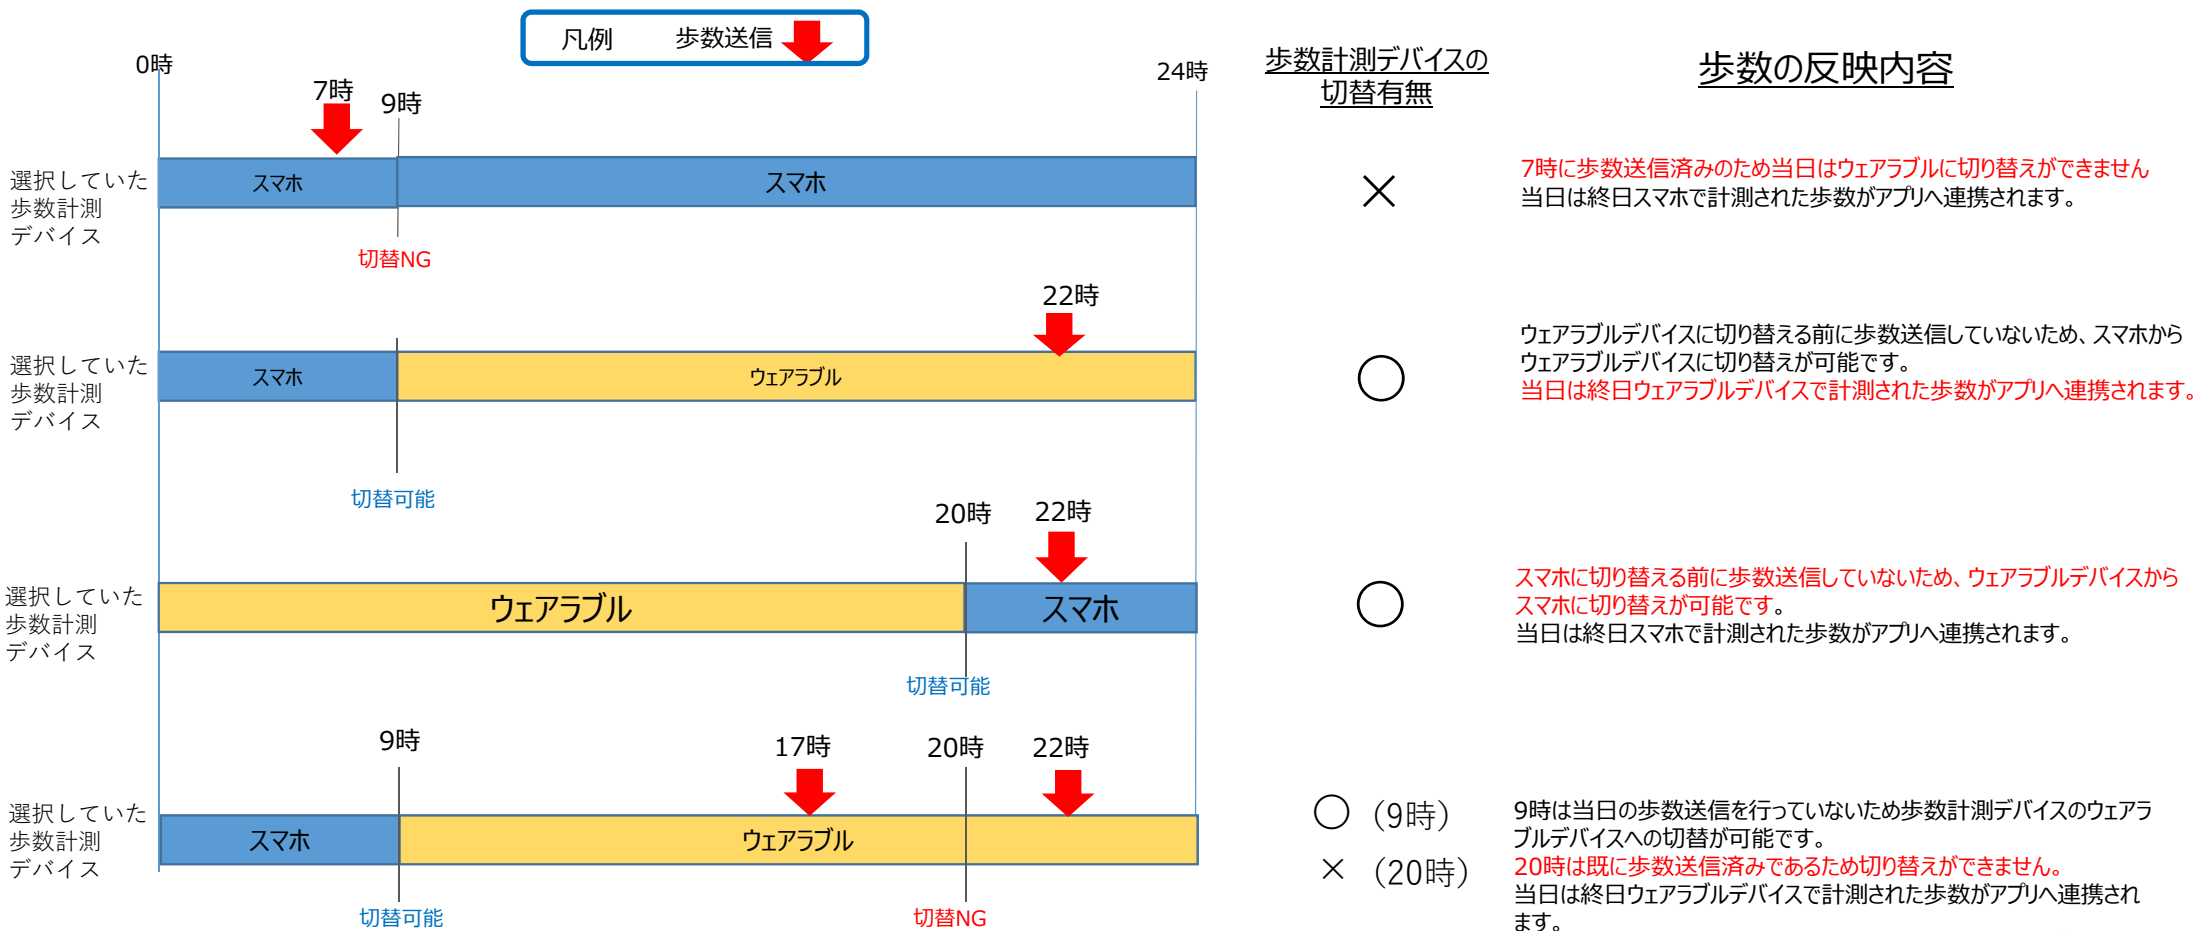 凡例 歩数送信
0時
24時
歩数計測デバイスの
切替有無
歩数の反映内容
7時
9時
選択していた
歩数計測
デバイス
スマホ
スマホ
切替NG
×
7時に歩数送信済みのため当日はウェアラブルに切り替えができません
当日は終日スマホで計測された歩数がアプリへ連携されます。
22時
選択していた
歩数計測
デバイス
スマホ
ウェアラブル
切替可能
○
ウェアラブルデバイスに切り替える前に歩数送信していないため、スマホから
ウェアラブルデバイスに切り替えが可能です。
当日は終日ウェアラブルデバイスで計測された歩数がアプリへ連携されます。
20時
22時
選択していた
歩数計測
デバイス
ウェアラブル
スマホ
切替可能
○
スマホに切り替える前に歩数送信していないため、ウェアラブルデバイスから
スマホに切り替えが可能です。
当日は終日スマホで計測された歩数がアプリへ連携されます。
9時
17時
20時
22時
選択していた
歩数計測
デバイス
スマホ
ウェアラブル
切替可能
切替NG
○（9時）
×（20時）
9時は当日の歩数送信を行っていないため歩数計測デバイスのウェアラ
ブルデバイスへの切替が可能です。
20時は既に歩数送信済みであるため切り替えができません。
当日は終日ウェアラブルデバイスで計測された歩数がアプリへ連携され
ます。